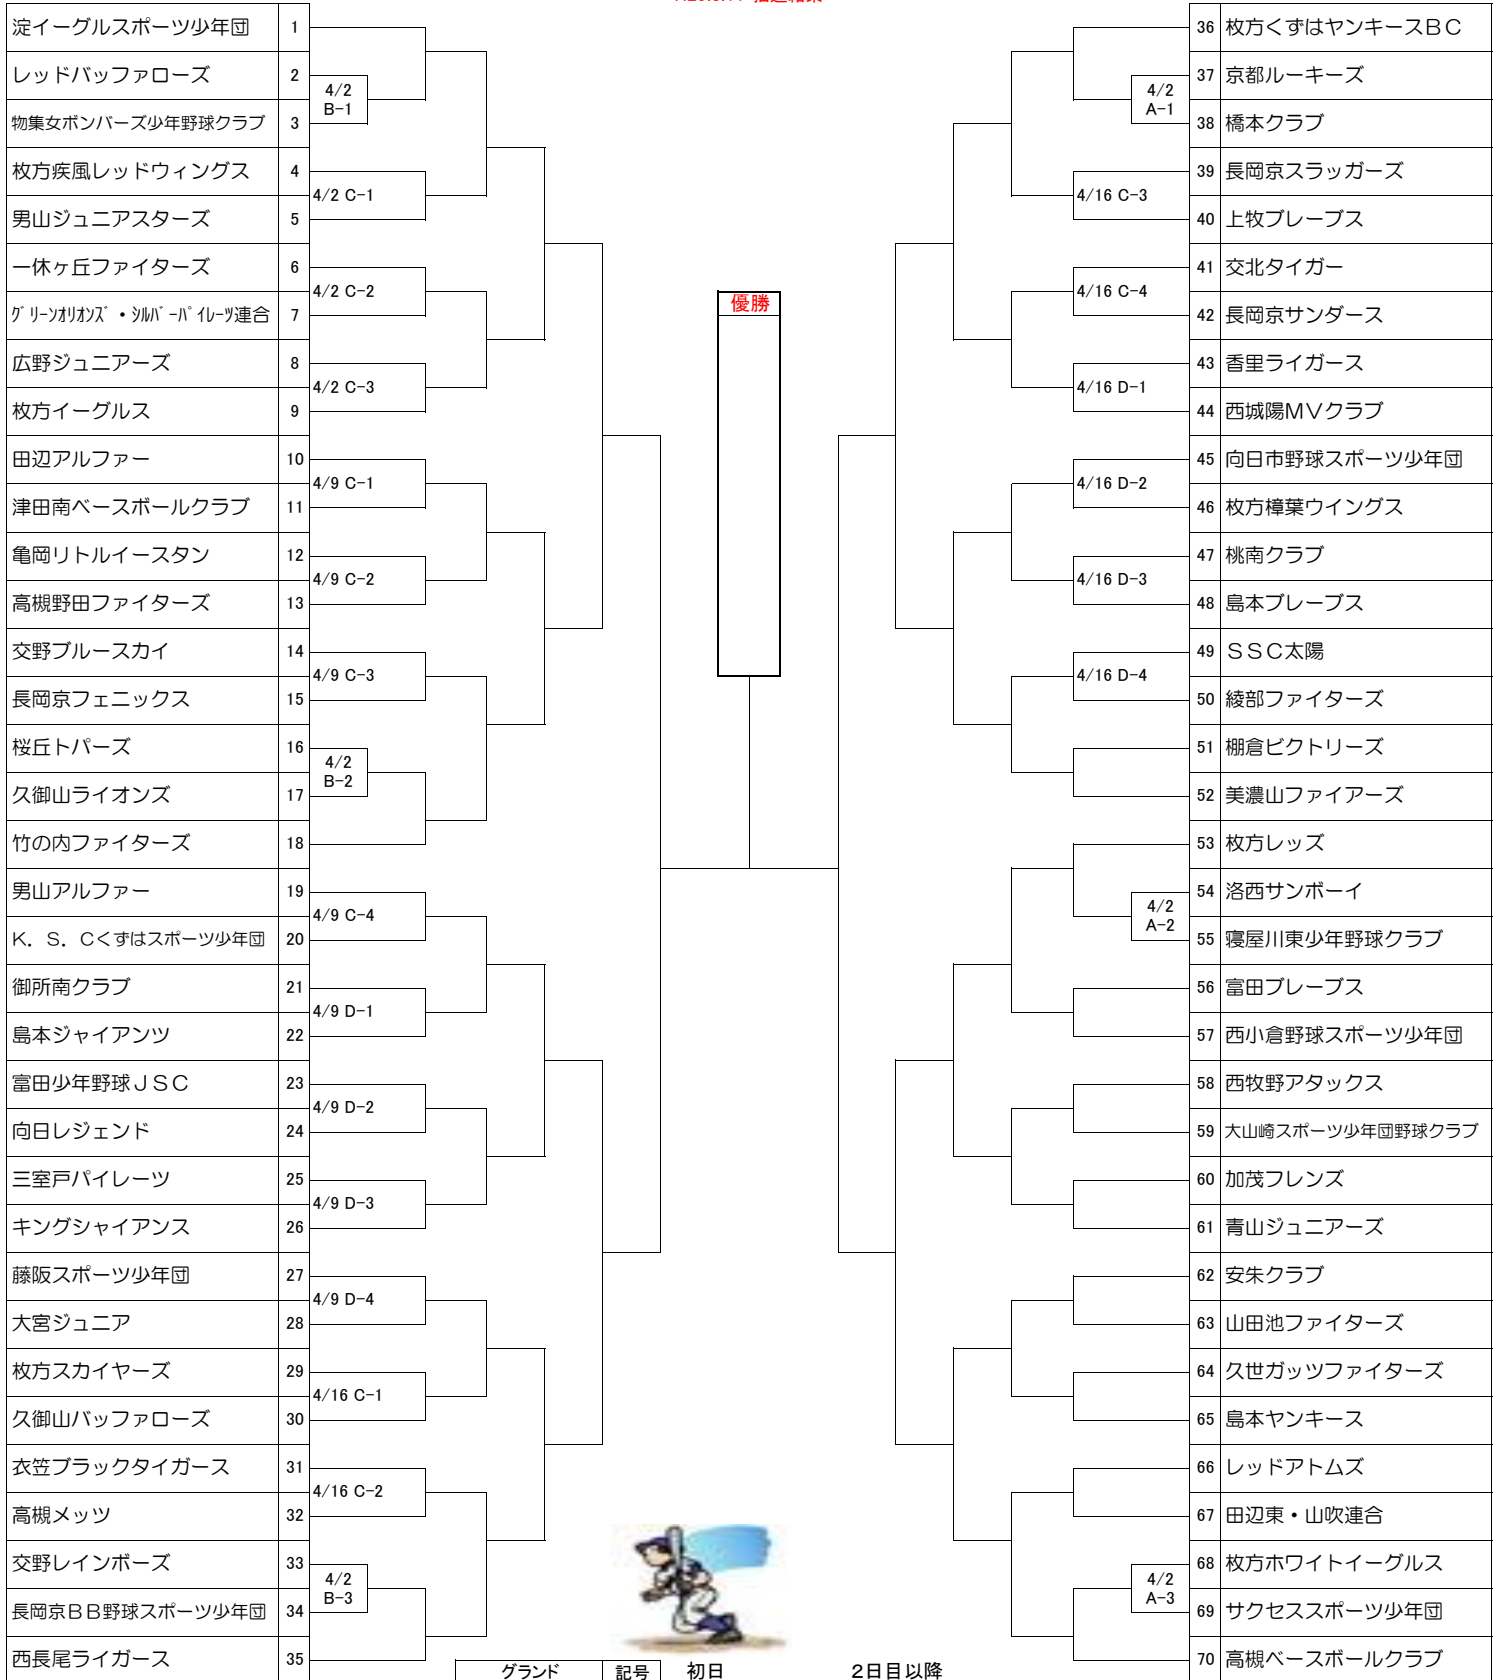 淀イーグルスポーツ少年団 1
レッドバッファローズ 2
4/2
B-1
物集女ボンバーズ少年野球クラブ 3
枚方疾風レッドウィングス 4
4/2 C-1
男山ジュニアスターズ 5
一休ヶ丘ファイターズ 6
4/2 C-2
グリーンオリオンズ・シルバーパイレーツ連合 7
広野ジュニアーズ 8
4/2 C-3
枚方イーグルス 9
田辺アルファー 10
4/9 C-1
津田南ベースボールクラブ 11
亀岡リトルイースタン 12
4/9 C-2
高槻野田ファイターズ 13
交野ブルースカイ 14
4/9 C-3
長岡京フェニックス 15
桜丘トパーズ 16
4/2
B-2
久御山ライオンズ 17
竹の内ファイターズ 18
男山アルファー 19
4/9 C-4
K.S.Cくずはスポーツ少年団 20
御所南クラブ 21
4/9 D-1
島本ジャイアンツ 22
富田少年野球JSC 23
4/9 D-2
向日レジェンド 24
三室戸パイレーツ 25
4/9 D-3
キングシャイアンス 26
藤阪スポーツ少年団 27
4/9 D-4
大宮ジュニア 28
枚方スカイヤーズ 29
4/16 C-1
久御山バッファローズ 30
衣笠ブラックタイガース 31
4/16 C-2
高槻メッツ 32
交野レインボーズ 33
4/2
B-3
長岡京BB野球スポーツ少年団 34
西長尾ライガース 35
優勝
36 枚方くずはヤンキースBC
37 京都ルーキーズ
4/2
A-1
38 橋本クラブ
39 長岡京スラッガーズ
4/16 C-3
40 上牧ブレーブス
41 交北タイガー
4/16 C-4
42 長岡京サンダース
43 香里ライガース
4/16 D-1
44 西城陽MVクラブ
45 向日市野球スポーツ少年団
4/16 D-2
46 枚方樟葉ウイングス
47 桃南クラブ
4/16 D-3
48 島本ブレーブス
49 SSC太陽
4/16 D-4
50 綾部ファイターズ
51 棚倉ビクトリーズ
52 美濃山ファイアーズ
53 枚方レッズ
54 洛西サンボーイ
4/2
A-2
55 寝屋川東少年野球クラブ
56 富田ブレーブス
57 西小倉野球スポーツ少年団
58 西牧野アタックス
59 大山崎スポーツ少年団野球クラブ
60 加茂フレンズ
61 青山ジュニアーズ
62 安朱クラブ
63 山田池ファイターズ
64 久世ガッツファイターズ
65 島本ヤンキース
66 レッドアトムズ
67 田辺東・山吹連合
68 枚方ホワイトイーグルス
4/2
A-3
69 サクセススポーツ少年団
70 高槻ベースボールクラブ
グランド 記号 初日 2日目以降